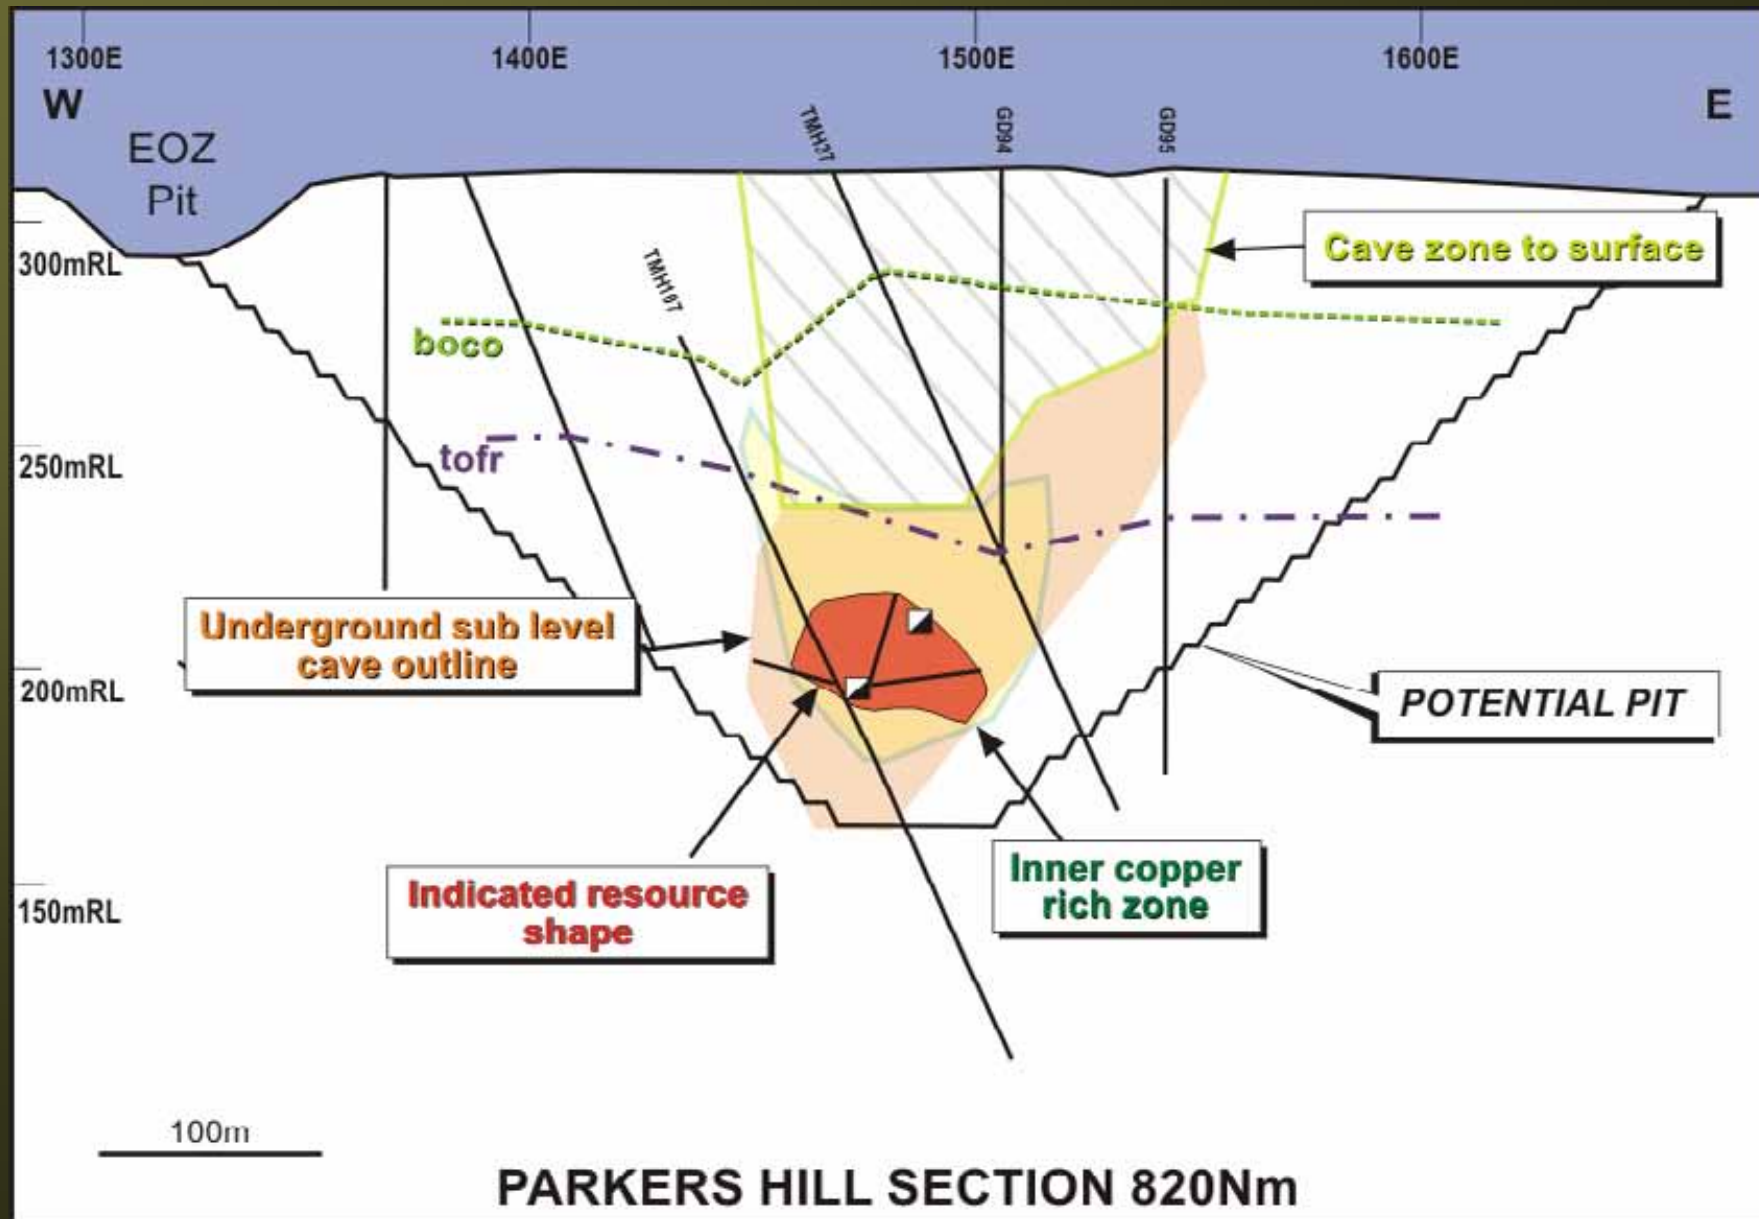 1300E
1400E
1500E
1600E
W
E
EOZ
Pit
TMH37
GD94
GD95
TMH167
300mRL
Cave zone to surface
boco
250mRL
tofr
Underground sub level
cave outline
200mRL
POTENTIAL PIT
Indicated resource
shape
Inner copper
rich zone
150mRL
100m
PARKERS HILL SECTION 820Nm